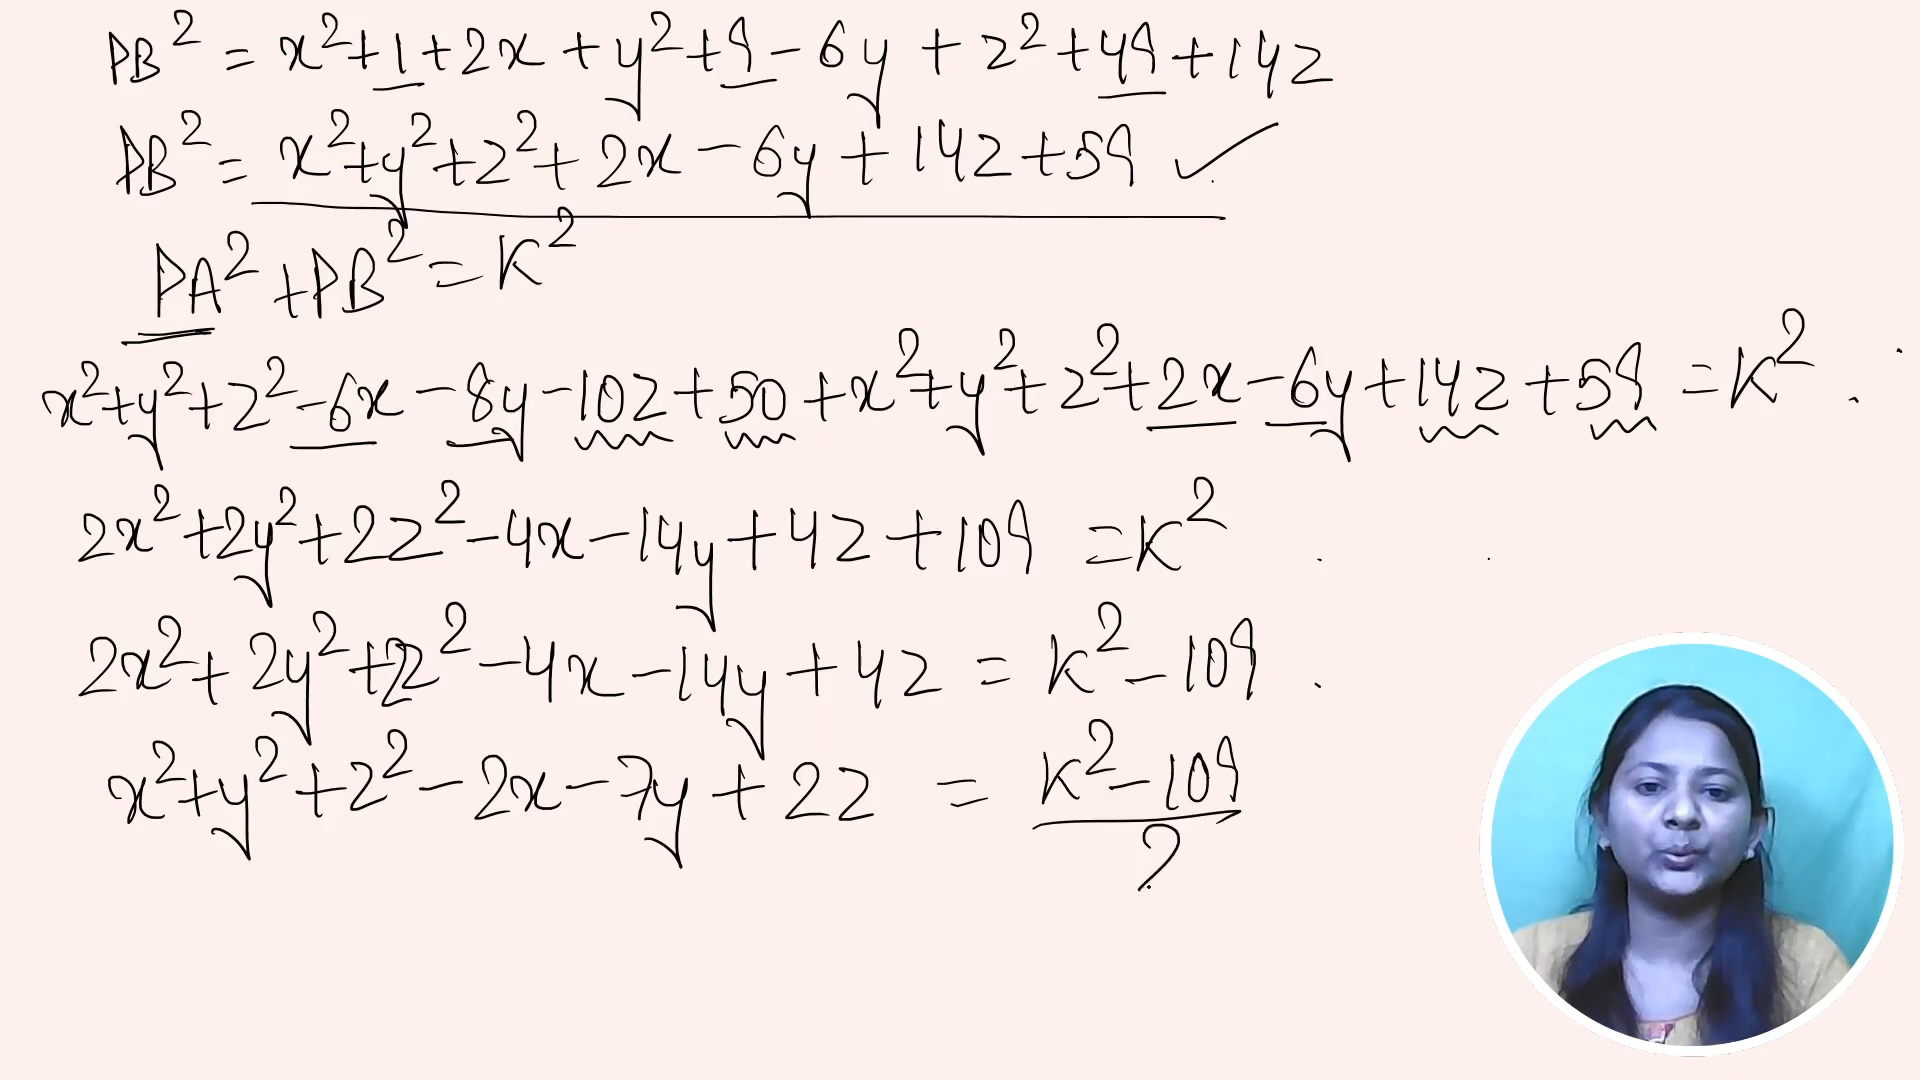 PB² = x²+1+2x+y²+9-6y+z²+49+14z
PB² = x²+y²+z²+2x-6y+14z+59 ✓
PA²+PB²=K²
x²+y²+z²-6x-8y-10z+50+x²+y²+z²+2x-6y+14z+59=K²
2x²+2y²+2z²-4x-14y+4z+109=K²
2x²+2y²+2z²-4x-14y+4z=K²-109
x²+y²+z²-2x-7y+2z=K²-109
2